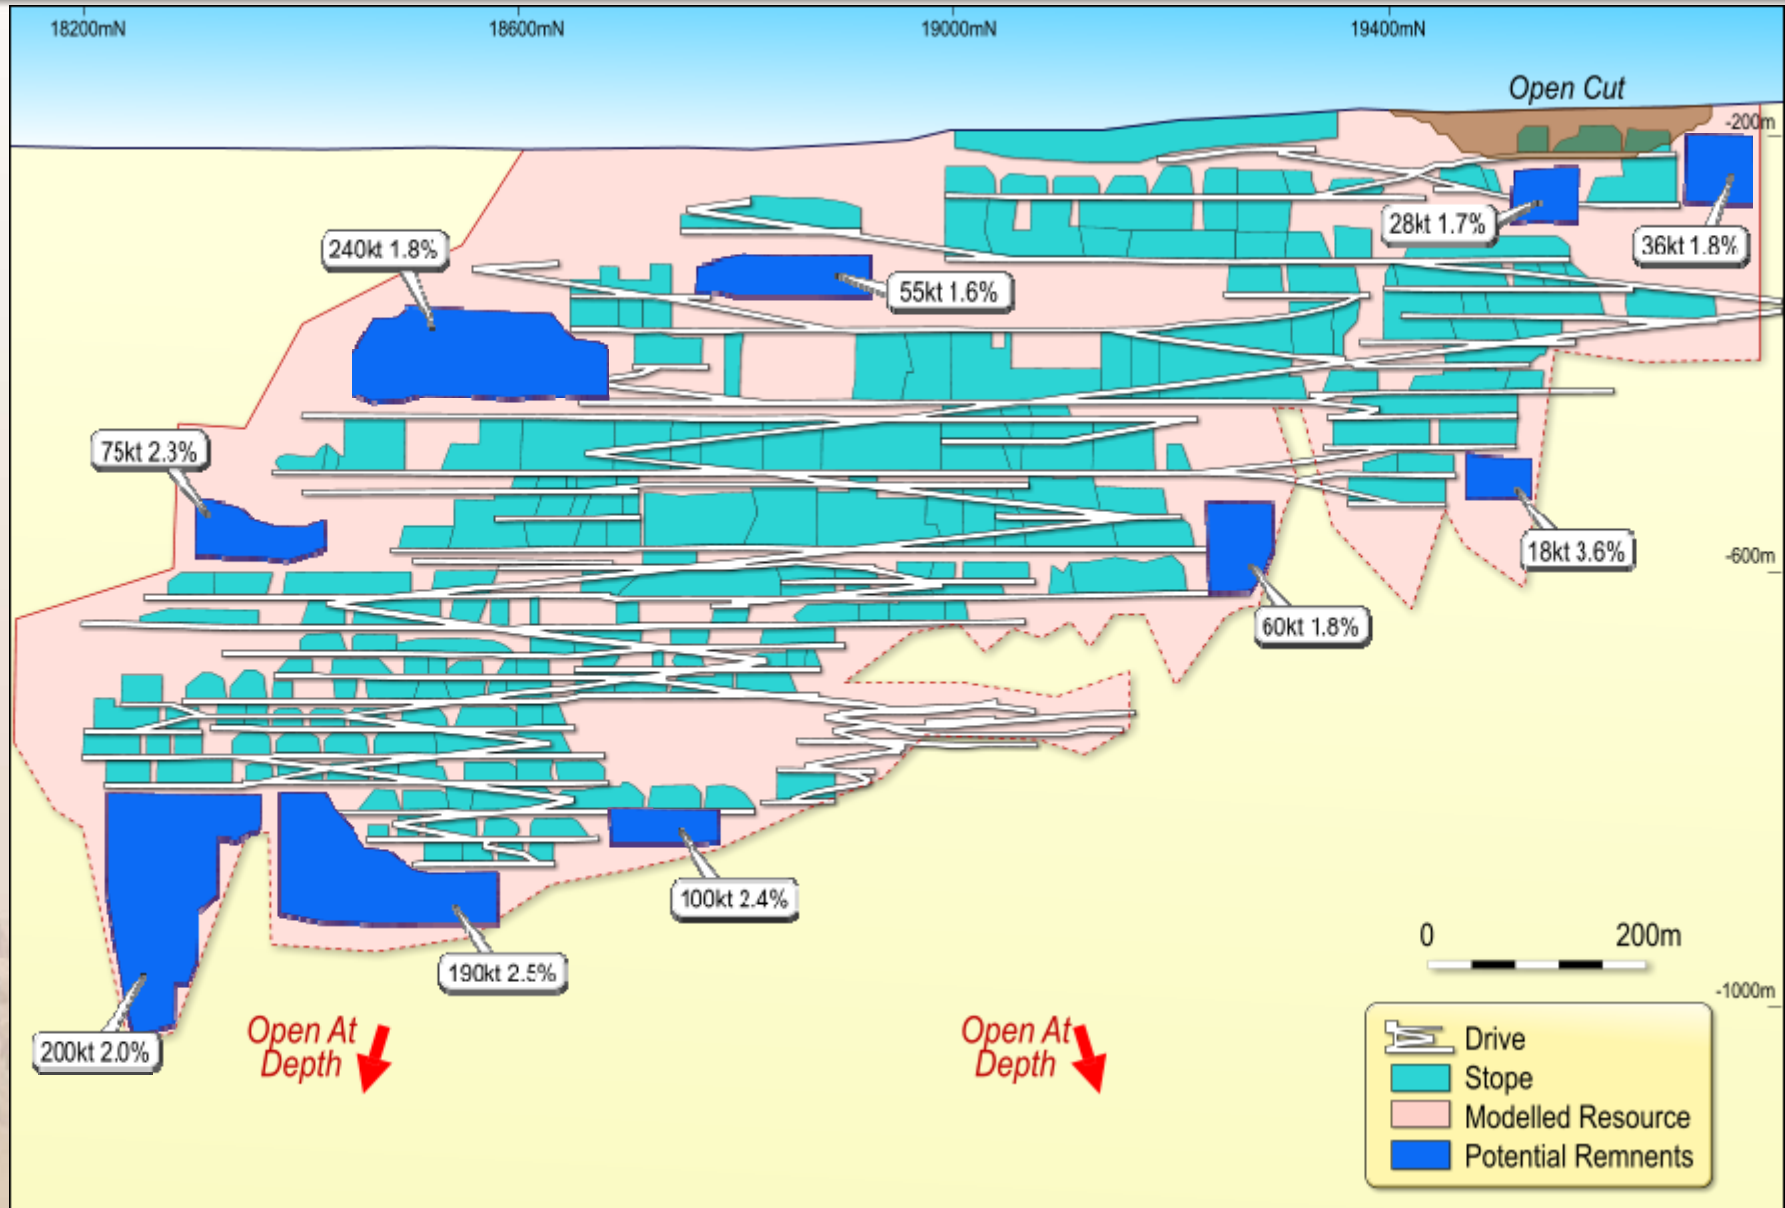 18200mN
18600mN
19000mN
19400mN
Open Cut
-200m
28kt 1.7%
36kt 1.8%
240kt 1.8%
55kt 1.6%
75kt 2.3%
18kt 3.6%
-600m
60kt 1.8%
100kt 2.4%
190kt 2.5%
200kt 2.0%
0
200m
-1000m
Open At
Depth
Open At
Depth
Drive
Stope
Modelled Resource
Potential Remnents